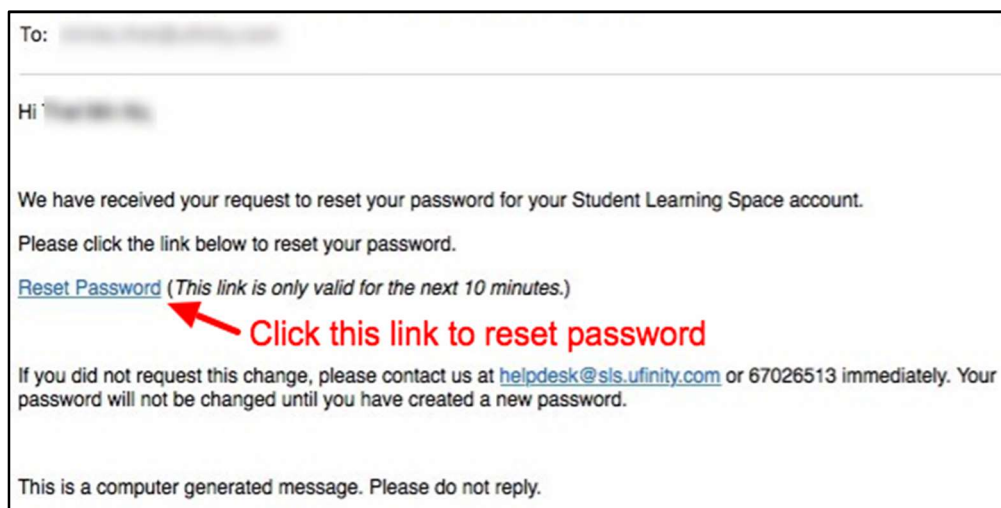 To:
Hi
We have received your request to reset your password for your Student Learning Space account.
Please click the link below to reset your password.
Reset Password (This link is only valid for the next 10 minutes.)
Click this link to reset password
If you did not request this change, please contact us at helpdesk@sls.ufinity.com or 67026513 immediately. Your
password will not be changed until you have created a new password.
This is a computer generated message. Please do not reply.